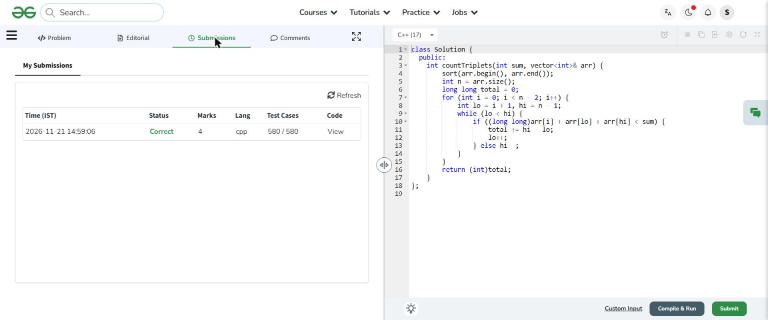 Search...
Courses Tutorials Practice Jobs
S
</> Problem Editorial Submissions Comments
My Submissions
Refresh
Time (IST) Status Marks Lang Test Cases Code
2026-11-21 14:59:06 Correct 4 cpp 580 / 580 View
C++ (17)
1 class Solution {
2 public:
3 int countTriplets(int sum, vector<int>& arr) {
4 sort(arr.begin(), arr.end());
5 int n = arr.size();
6 long long total = 0;
7 for (int i = 0; i < n - 2; i++) {
8 int lo = i + 1, hi = n - 1;
9 while (lo < hi) {
10 if ((long long)arr[i] + arr[lo] + arr[hi] < sum) {
11 total += hi - lo;
12 lo++;
13 } else hi--;
14 }
15 }
16 return (int)total;
17 }
18 };
19
Custom Input Compile & Run Submit